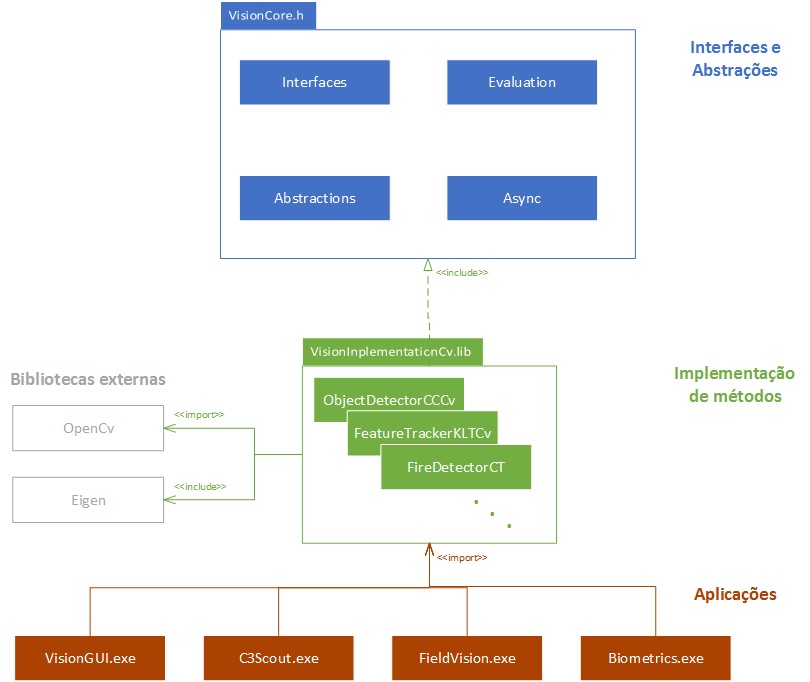 VisionCore.h
Interfaces e
Abstrações
Interfaces
Evaluation
Abstractions
Async
<<include>>
VisionInplementaticnCv.lib
Implementação
de métodos
Bibliotecas externas
ObjectDetectorCCCv
<<import>>
OpenCv
FeatureTrackerKLTCv
FireDetectorCT
<<include>>
Eigen
<<import>>
Aplicações
VisionGUI.exe
C3Scout.exe
FieldVision.exe
Biometrics.exe